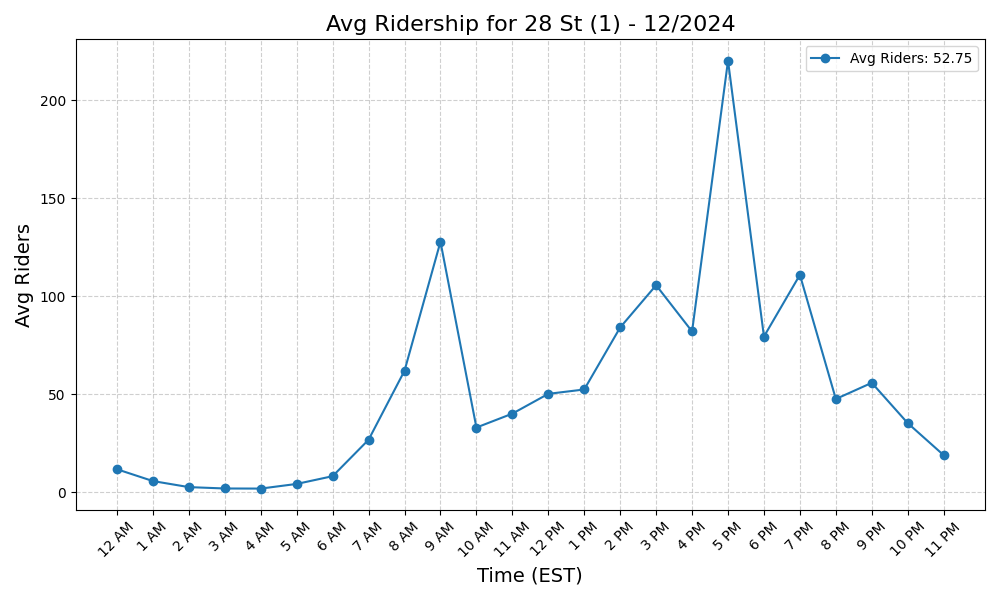 Avg Ridership for 28 St (1) - 12/2024
Avg Riders: 52.75
Avg Riders
200
150
100
50
0
12 AM
1 AM
2 AM
3 AM
4 AM
5 AM
6 AM
7 AM
8 AM
9 AM
10 AM
11 AM
12 PM
1 PM
2 PM
3 PM
4 PM
5 PM
6 PM
7 PM
8 PM
9 PM
10 PM
11 PM
Time (EST)